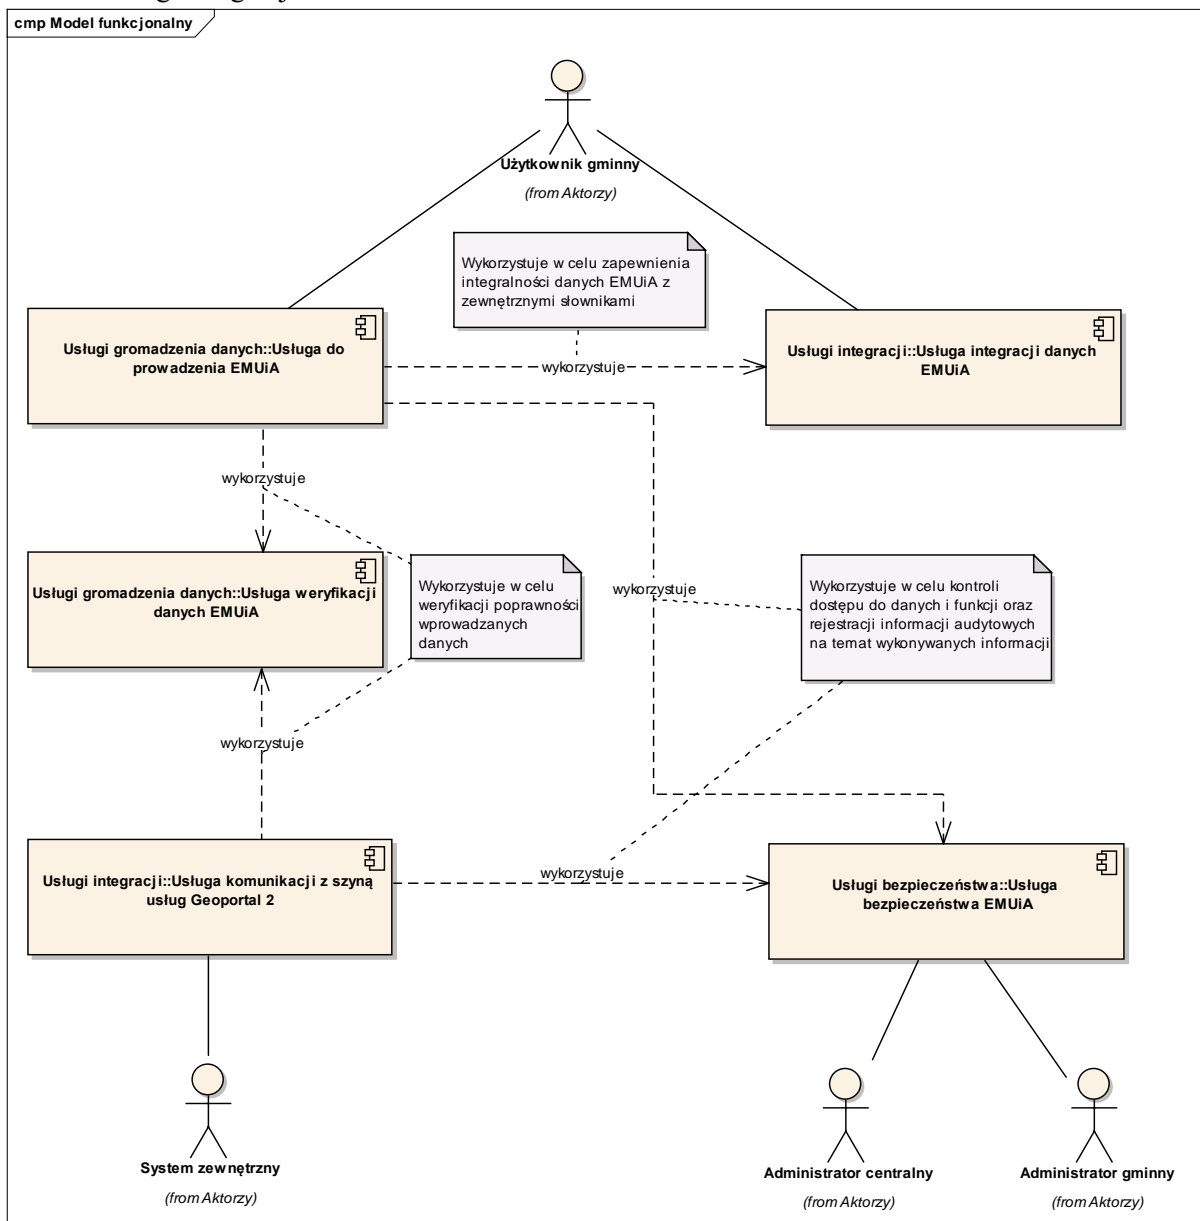 cmp Model funkcjonalny
Użytkownik gminny
(from Aktorzy)
Wykorzystuje w celu zapewnienia
integralności danych EMUiA z
zewnętrznymi słownikami
Usługi gromadzenia danych::Usługa do
prowadzenia EMUiA
wykorzystuje
Usługi integracji::Usługa integracji danych
EMUiA
wykorzystuje
Usługi gromadzenia danych::Usługa weryfikacji
danych EMUiA
Wykorzystuje w celu
weryfikacji poprawności
wprowadzanych
danych
wykorzystuje
Wykorzystuje w celu kontroli
dostępu do danych i funkcji oraz
rejestracji informacji audytowych
na temat wykonywanych informacji
wykorzystuje
Usługi integracji::Usługa komunikacji z szyną
usług Geoportal 2
wykorzystuje
Usługi bezpieczeństwa::Usługa
bezpieczeństwa EMUiA
System zewnętrzny
(from Aktorzy)
Administrator centralny
(from Aktorzy)
Administrator gminny
(from Aktorzy)